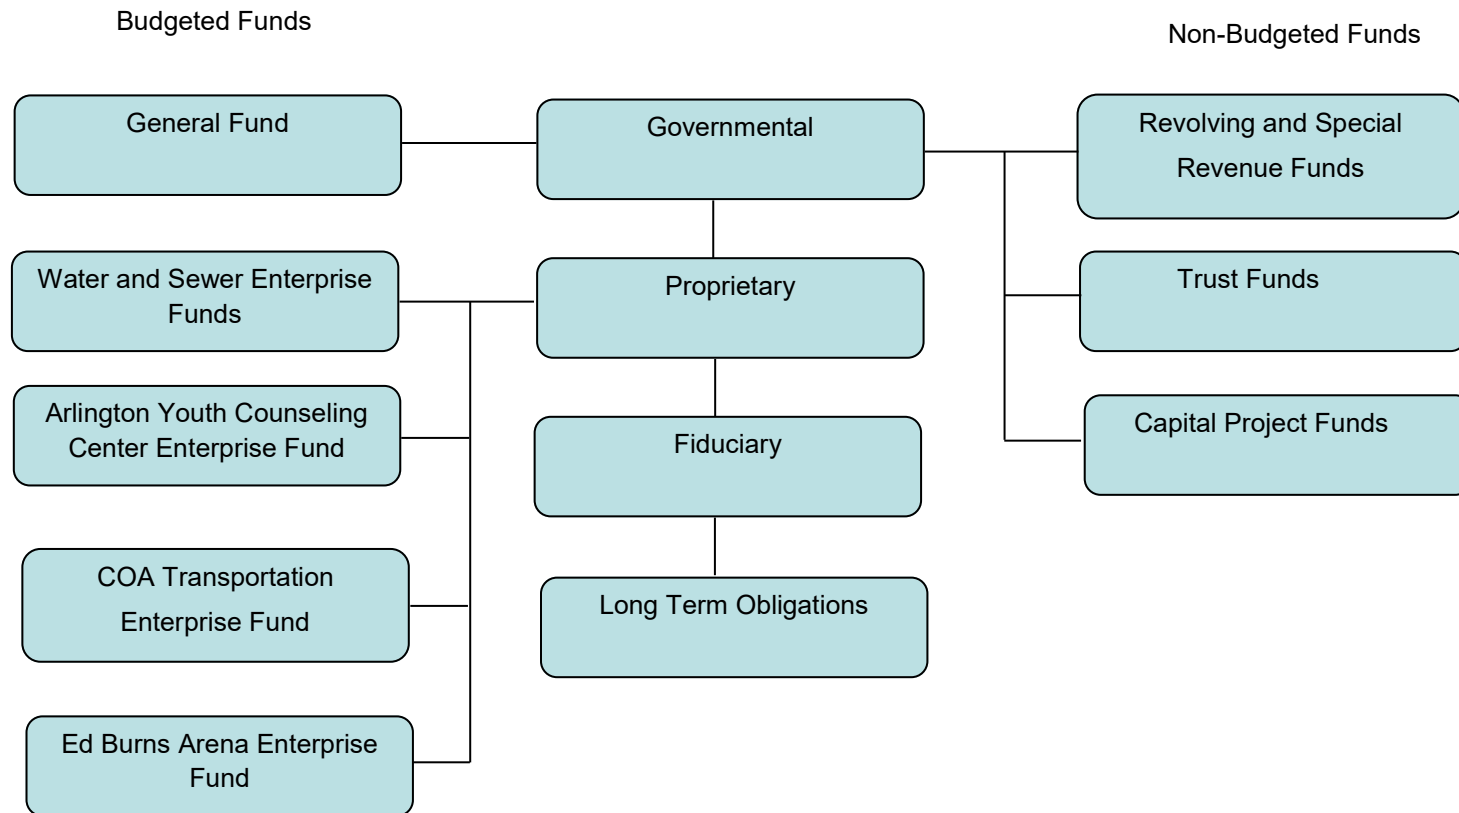 Budgeted Funds
Non-Budgeted Funds
General Fund
Governmental
Revolving and Special
Revenue Funds
Water and Sewer Enterprise
Funds
Proprietary
Trust Funds
Arlington Youth Counseling
Center Enterprise Fund
Fiduciary
Capital Project Funds
COA Transportation
Enterprise Fund
Long Term Obligations
Ed Burns Arena Enterprise
Fund